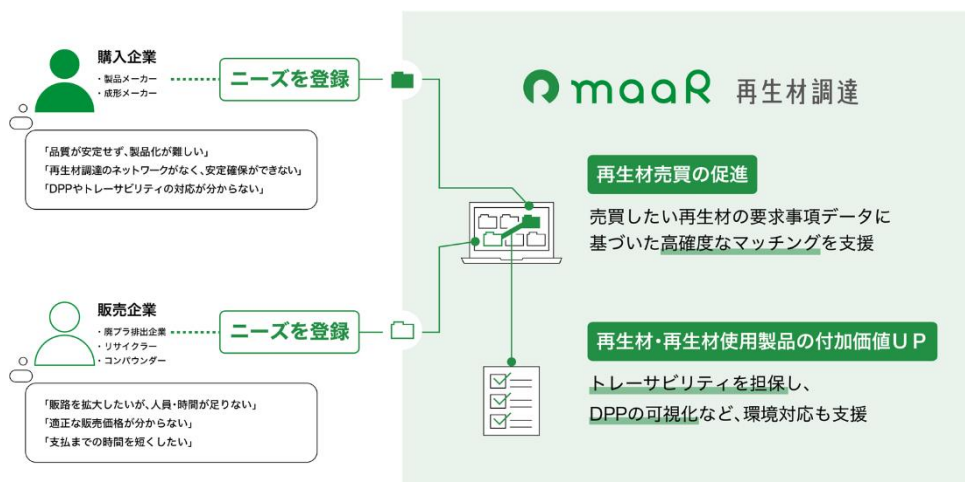 購入企業
・製品メーカー
・成形メーカー
ニーズを登録
「品質が安定せず、製品化が難しい」
「再生材調達のネットワークがなく、安定確保ができない」
「DPPやトレーサビリティの対応が分からない」
販売企業
・廃プラ排出企業
・リサイクラー
・コンパウンダー
ニーズを登録
「販路を拡大したいが、人員・時間が足りない」
「適正な販売価格が分からない」
「支払までの時間を短くしたい」
maaR 再生材調達
再生材売買の促進
売買したい再生材の要求事項データに
基づいた高確度なマッチングを支援
再生材・再生材使用製品の付加価値UP
トレーサビリティを担保し、
DPPの可視化など、環境対応も支援